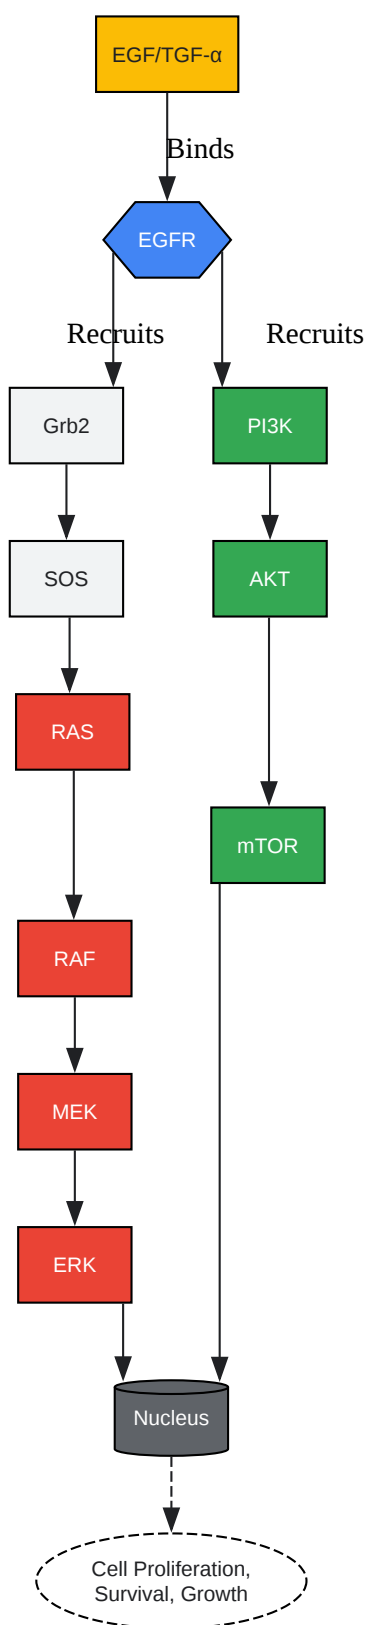 EGF/TGF-α
Binds
EGFR
Recruits
Recruits
Grb2
PI3K
SOS
AKT
RAS
mTOR
RAF
MEK
ERK
Nucleus
Cell Proliferation,
Survival, Growth